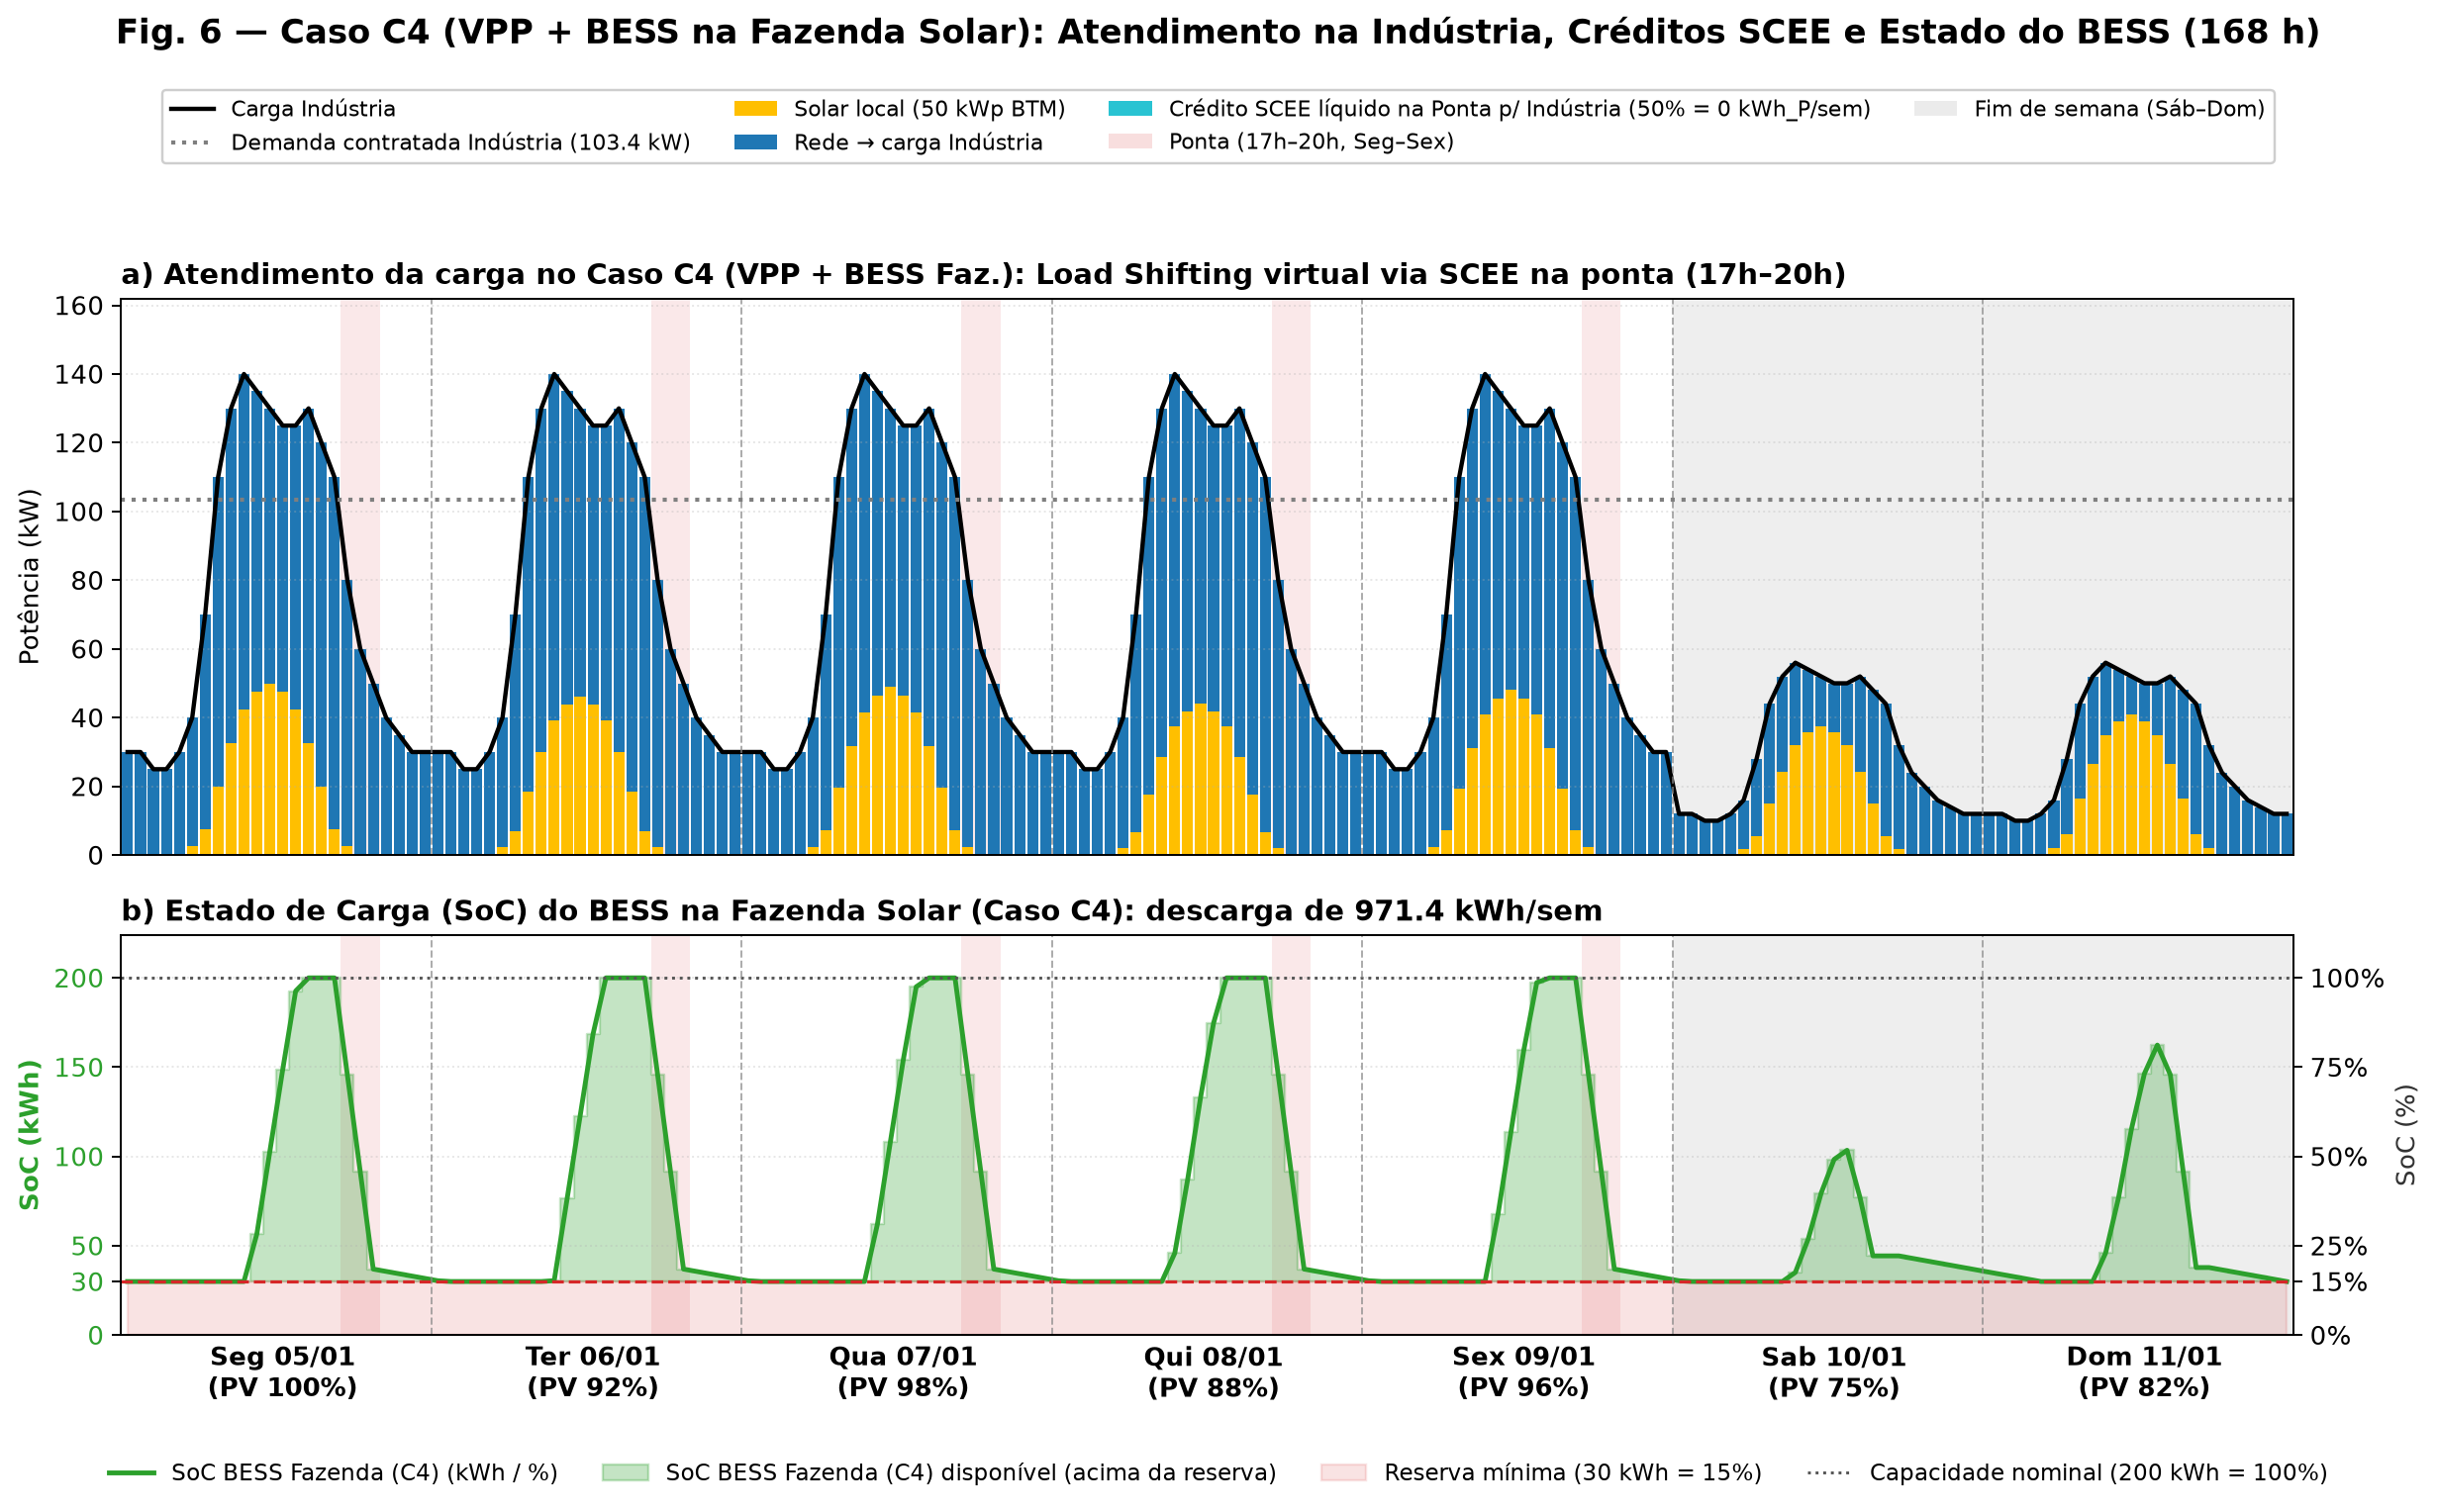 Fig. 6 — Caso C4 (VPP + BESS na Fazenda Solar): Atendimento na Indústria, Créditos SCEE e Estado do BESS (168 h)
Carga Indústria
Demanda contratada Indústria (103.4 kW)
Solar local (50 kWp BTM)
Rede → carga Indústria
Crédito SCEE líquido na Ponta p/ Indústria (50% = 0 kWh_P/sem)
Ponta (17h–20h, Seg–Sex)
Fim de semana (Sáb–Dom)
a) Atendimento da carga no Caso C4 (VPP + BESS Faz.): Load Shifting virtual via SCEE na ponta (17h–20h)
Potência (kW)
160
140
120
100
80
60
40
20
0
b) Estado de Carga (SoC) do BESS na Fazenda Solar (Caso C4): descarga de 971.4 kWh/sem
SoC (kWh)
200
150
100
50
30
0
100%
75%
50%
25%
15%
0%
SoC (%)
Seg 05/01
(PV 100%)
Ter 06/01
(PV 92%)
Qua 07/01
(PV 98%)
Qui 08/01
(PV 88%)
Sex 09/01
(PV 96%)
Sab 10/01
(PV 75%)
Dom 11/01
(PV 82%)
SoC BESS Fazenda (C4) (kWh / %)
SoC BESS Fazenda (C4) disponível (acima da reserva)
Reserva mínima (30 kWh = 15%)
Capacidade nominal (200 kWh = 100%)